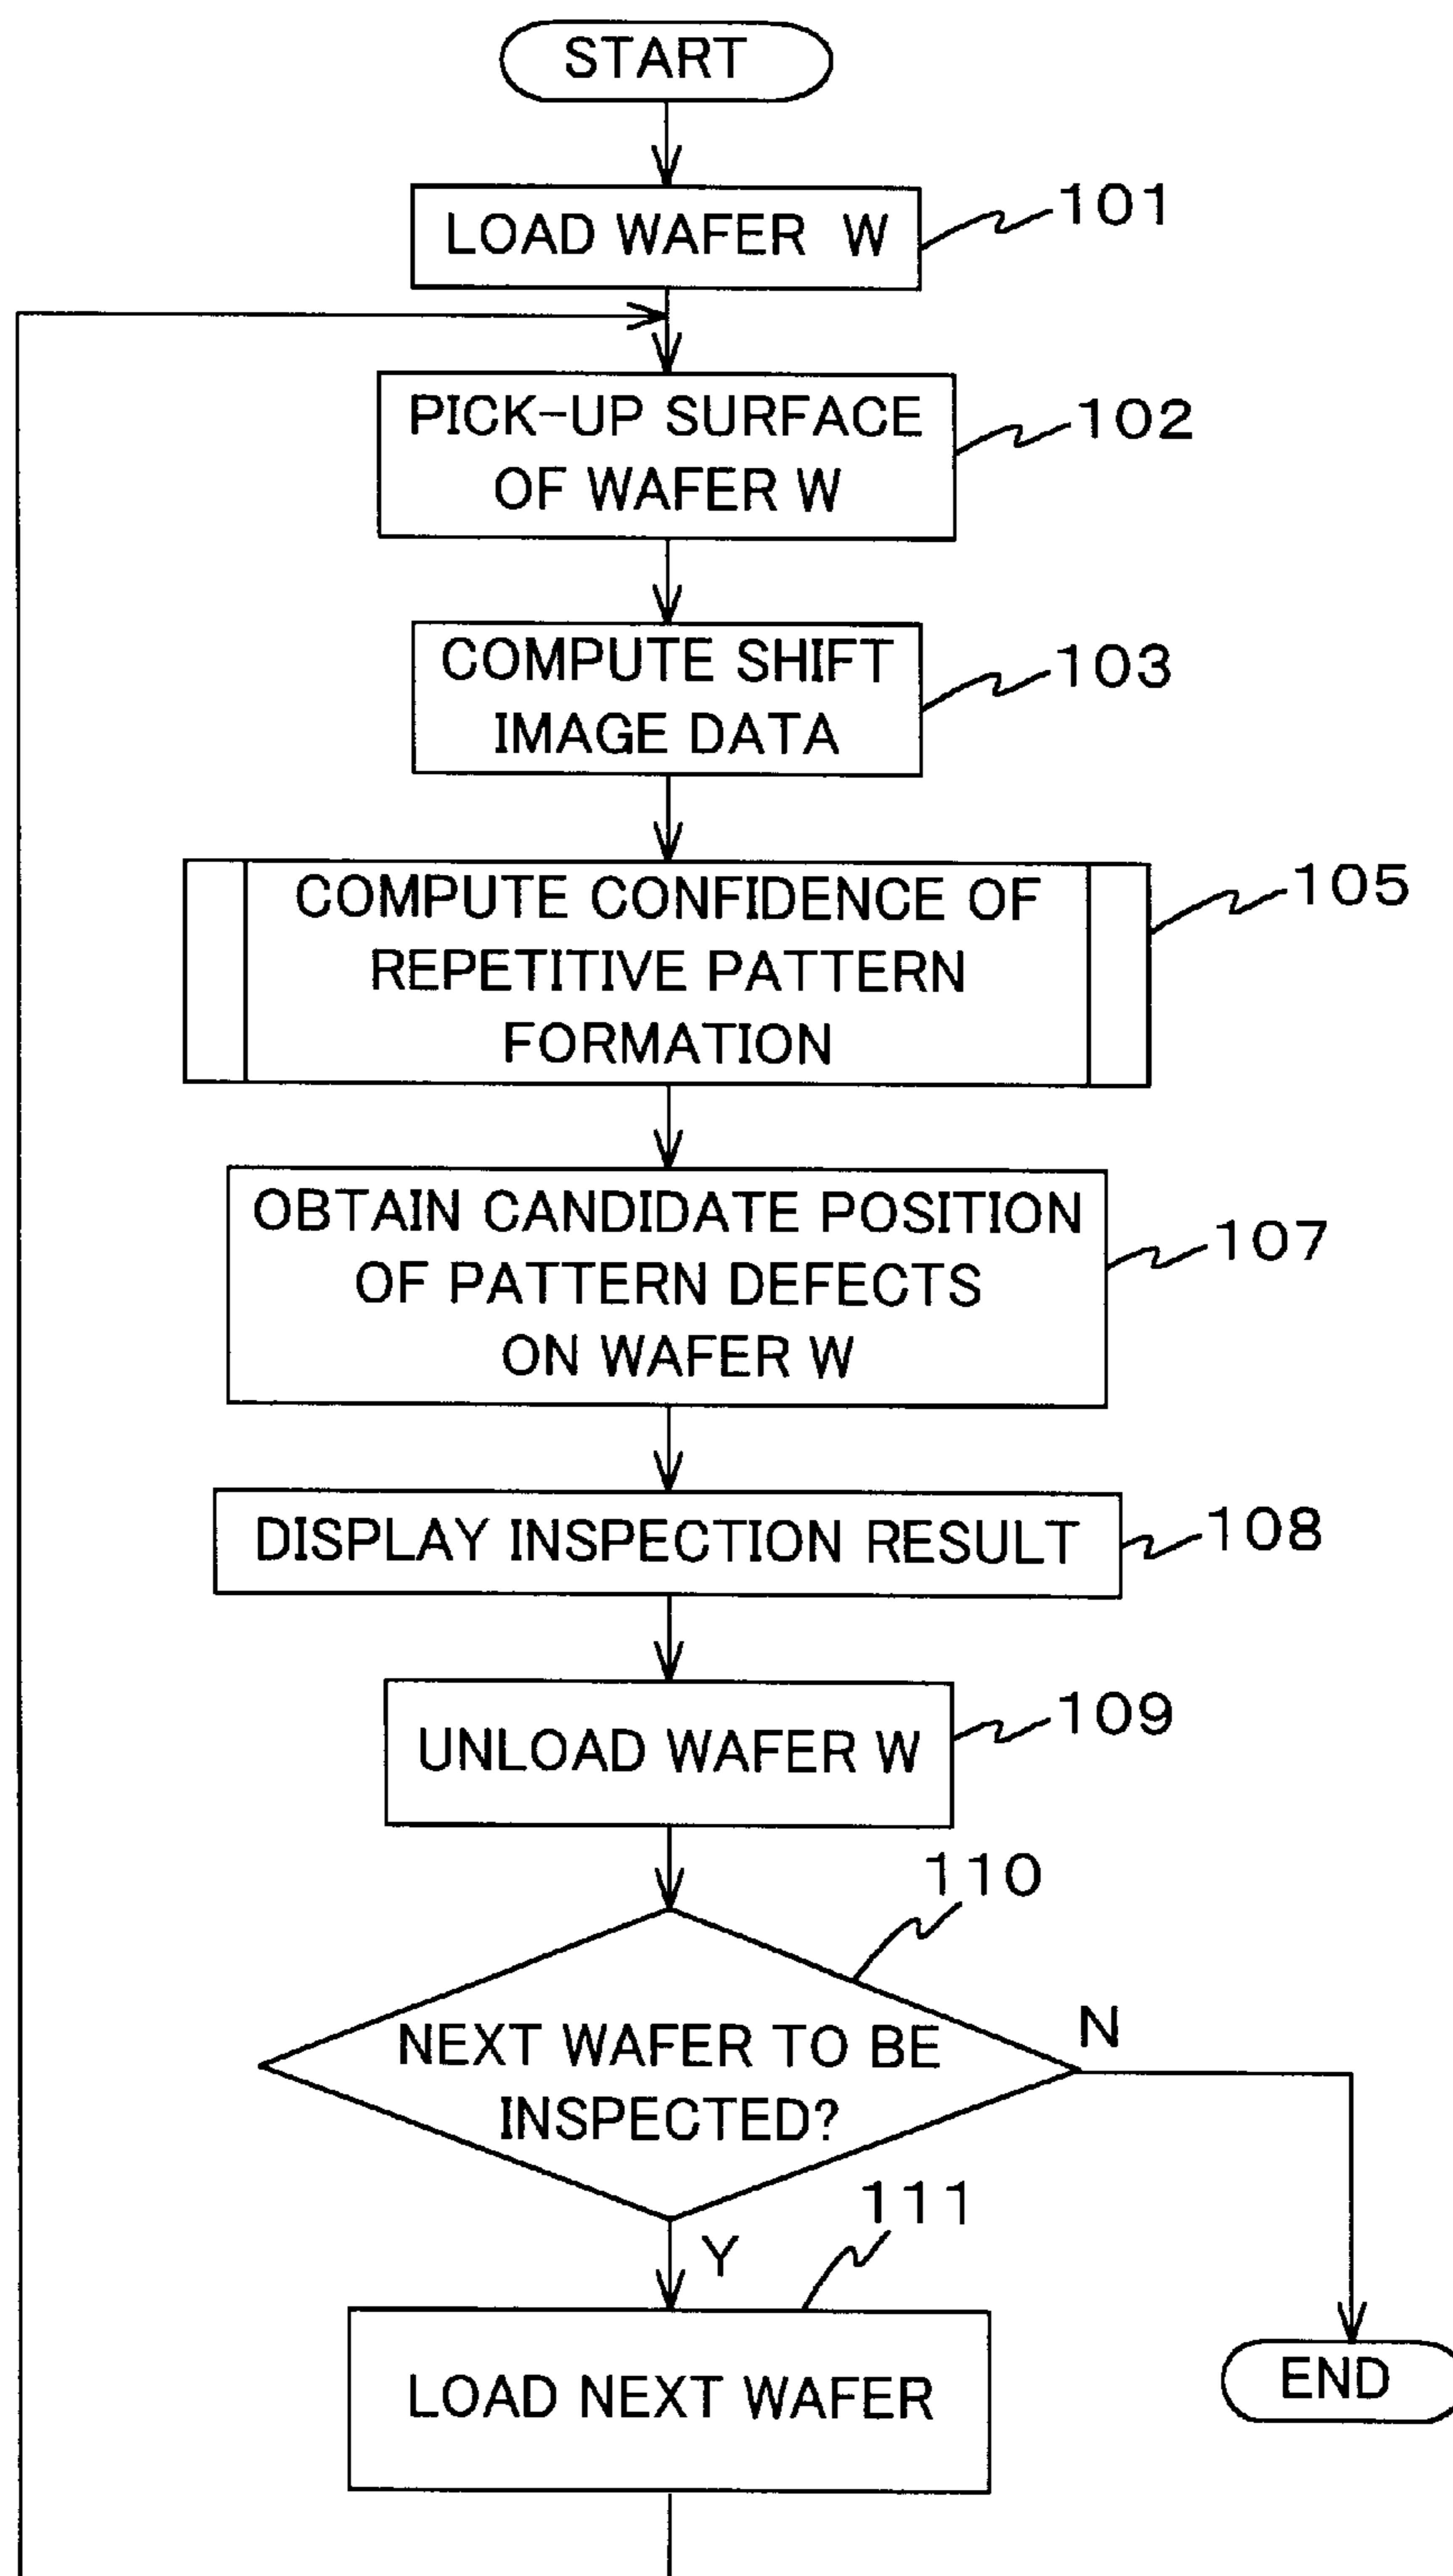 START
LOAD WAFER W
101
PICK-UP SURFACE
OF WAFER W
102
COMPUTE SHIFT
IMAGE DATA
103
COMPUTE CONFIDENCE OF
REPETITIVE PATTERN
FORMATION
105
OBTAIN CANDIDATE POSITION
OF PATTERN DEFECTS
ON WAFER W
107
DISPLAY INSPECTION RESULT
108
UNLOAD WAFER W
109
110
NEXT WAFER TO BE
INSPECTED?
N
Y
111
LOAD NEXT WAFER
END